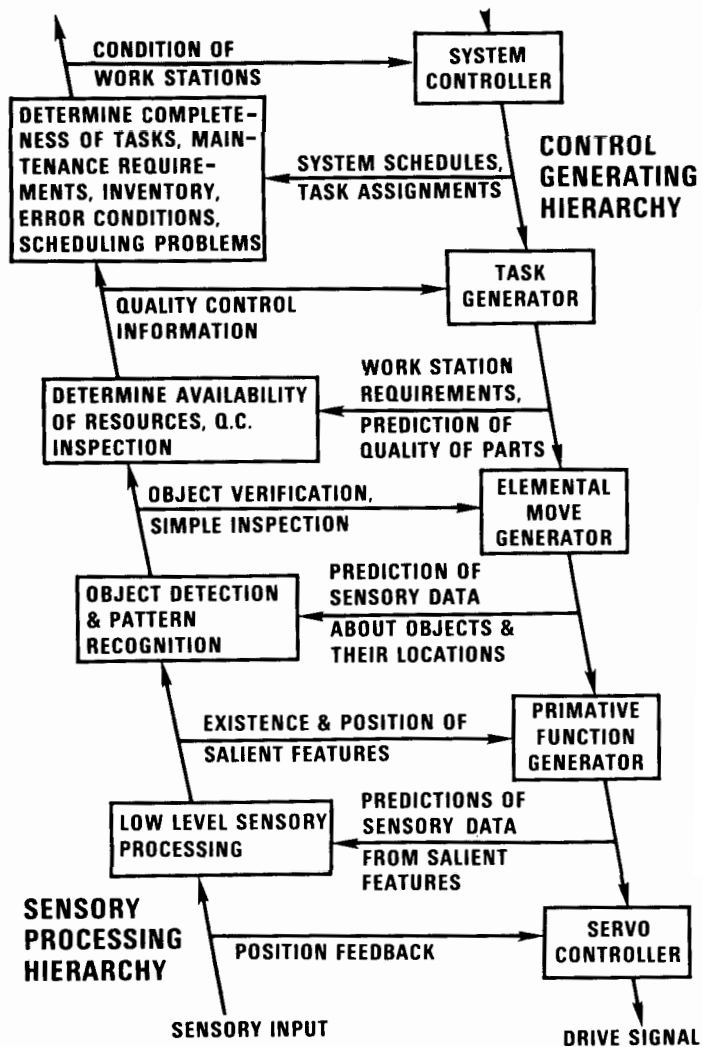 CONDITION OF
WORK STATIONS
SYSTEM
CONTROLLER
DETERMINE COMPLETE-
NESS OF TASKS, MAIN-
TENANCE REQUIRE-
MENTS, INVENTORY,
ERROR CONDITIONS,
SCHEDULING PROBLEMS
SYSTEM SCHEDULES,
TASK ASSIGNMENTS
CONTROL
GENERATING
HIERARCHY
TASK
GENERATOR
QUALITY CONTROL
INFORMATION
WORK STATION
REQUIREMENTS,
PREDICTION OF
QUALITY OF PARTS
DETERMINE AVAILABILITY
OF RESOURCES, Q.C.
INSPECTION
OBJECT VERIFICATION,
SIMPLE INSPECTION
ELEMENTAL
MOVE
GENERATOR
PREDICTION OF
SENSORY DATA
ABOUT OBJECTS &
THEIR LOCATIONS
OBJECT DETECTION
& PATTERN
RECOGNITION
EXISTENCE & POSITION OF
SALIENT FEATURES
PRIMATIVE
FUNCTION
GENERATOR
PREDICTIONS OF
SENSORY DATA
FROM SALIENT
FEATURES
LOW LEVEL SENSORY
PROCESSING
SENSORY
PROCESSING
HIERARCHY
POSITION FEEDBACK
SERVO
CONTROLLER
SENSORY INPUT
DRIVE SIGNAL